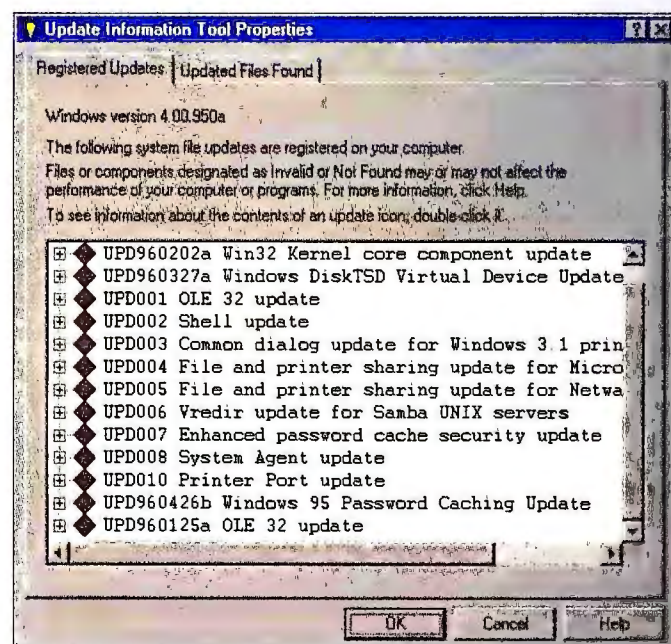 Update Information Tool Properties
Registered Updates
Updated Files Found
Windows version 4.00.950a
The following system file updates are registered on your computer.
Files or components designated as Invalid or Not Found may or may not affect the
performance of your computer or programs. For more information, click Help.
To see information about the contents of an update icon, double-click it.
UPD960202a Win32 Kernel core component update
UPD960327a Windows DiskTSD Virtual Device Update
UPD001 OLE 32 update
UPD002 Shell update
UPD003 Common dialog update for Windows 3.1 prin
UPD004 File and printer sharing update for Micro
UPD005 File and printer sharing update for Netwa
UPD006 Vredir update for Samba UNIX servers
UPD007 Enhanced password cache security update
UPD008 System Agent update
UPD010 Printer Port update
UPD960426b Windows 95 Password Caching Update
UPD960125a OLE 32 update
OK Cancel Help